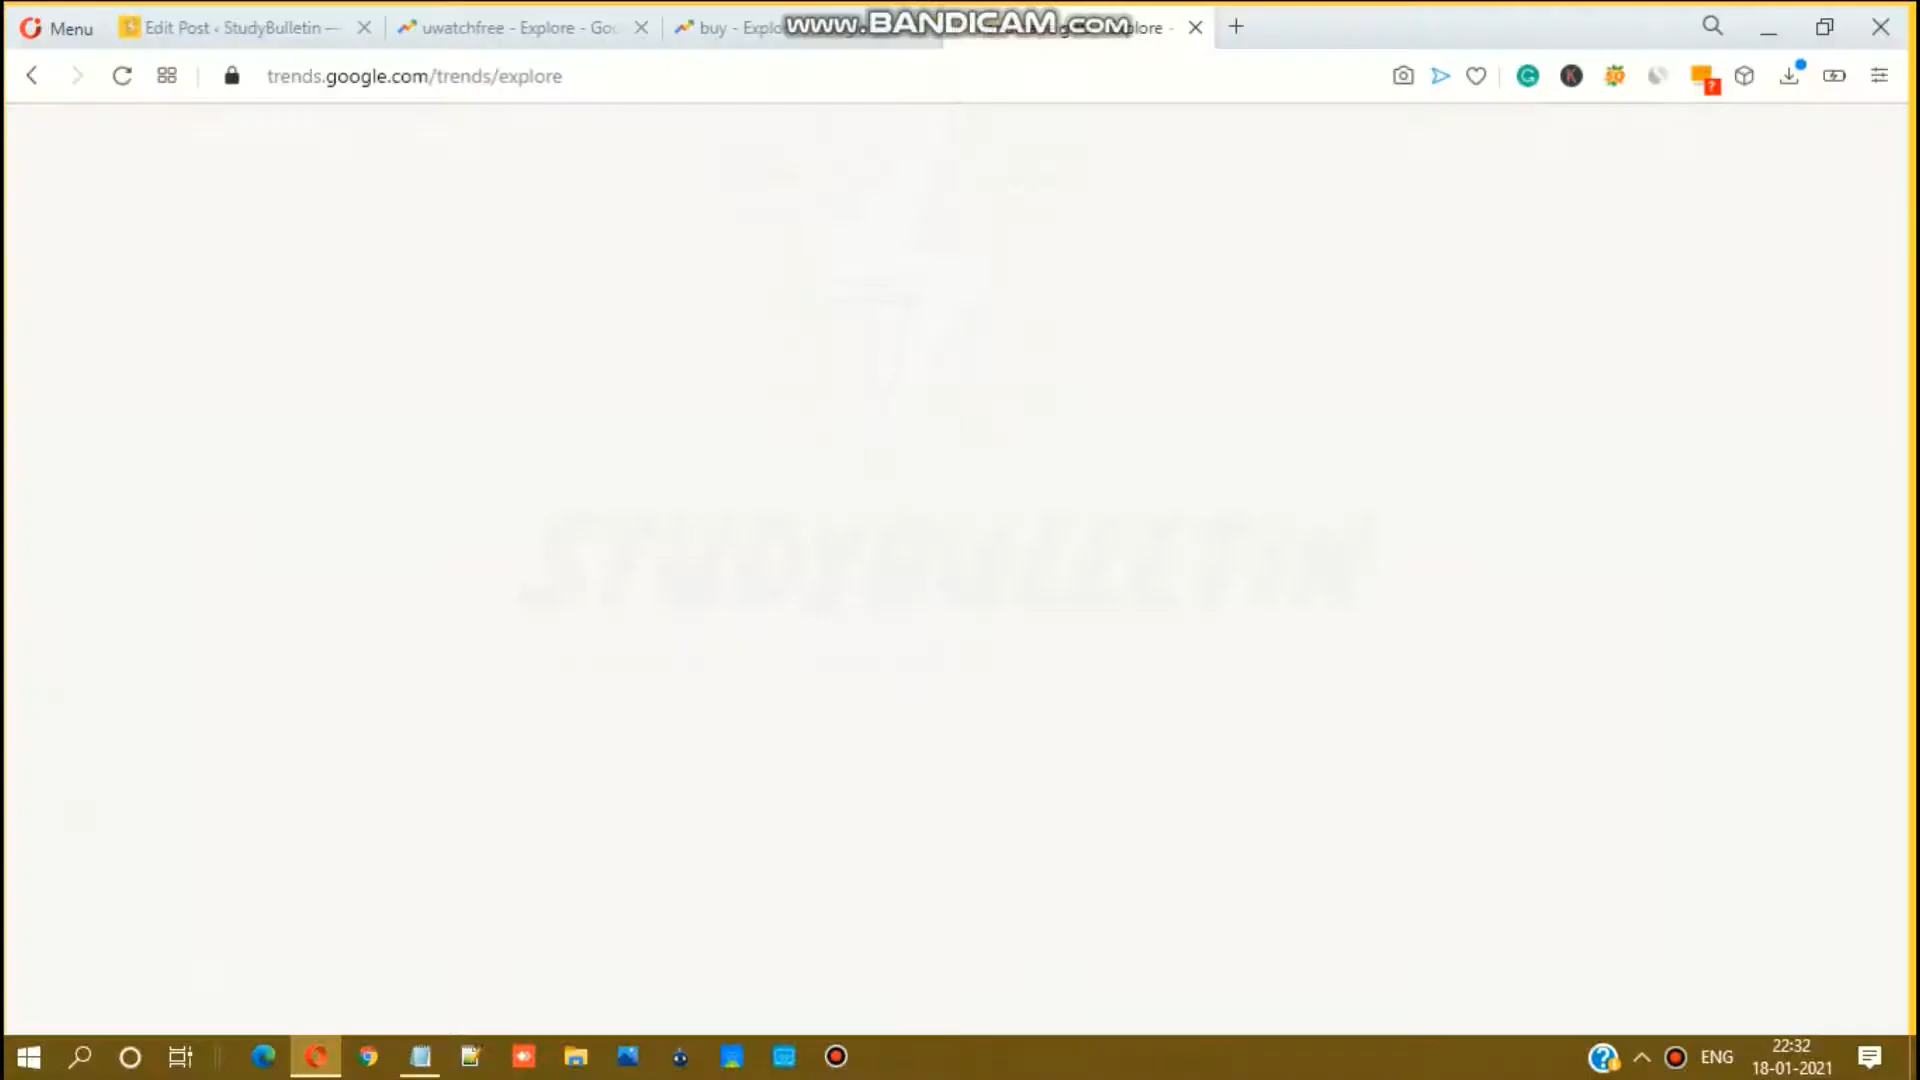 Menu
Edit Post ‹ StudyBulletin —
uwatchfree - Explore - Goo
buy - Explo
www.BANDICAM.com
plore -
trends.google.com/trends/explore
?
STUDYBULLETIN
ENG
22:32
18-01-2021